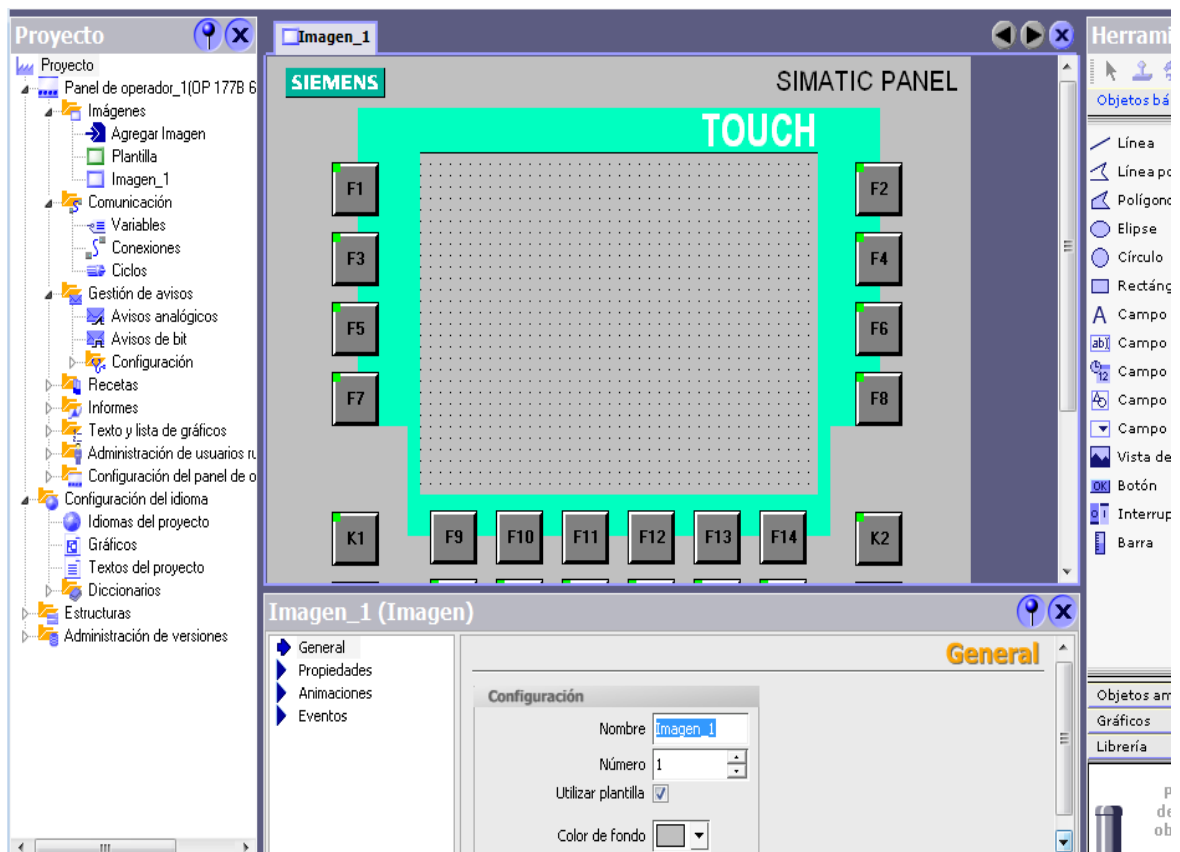 Proyecto
Proyecto
Panel de operador_1(OP 177B 6
Imágenes
Agregar Imagen
Plantilla
Imagen_1
Comunicación
Variables
Conexiones
Ciclos
Gestión de avisos
Avisos analógicos
Avisos de bit
Configuración
Recetas
Informes
Texto y lista de gráficos
Administración de usuarios ru
Configuración del panel de o
Configuración del idioma
Idiomas del proyecto
Gráficos
Textos del proyecto
Diccionarios
Estructuras
Administración de versiones
Imagen_1
SIEMENS
SIMATIC PANEL
TOUCH
F1
F2
F3
F4
F5
F6
F7
F8
K1
F9
F10
F11
F12
F13
F14
K2
Imagen_1 (Imagen)
General
Propiedades
Animaciones
Eventos
General
Configuración
Nombre Imagen_1
Número 1
Utilizar plantilla
Color de fondo
Herrami
Objetos bá
Línea
Línea po
Polígono
Elipse
Círculo
Rectáng
A Campo
ab Campo
12 Campo
Campo
Campo
Vista de
OK Botón
Interrup
Barra
Objetos am
Gráficos
Librería
P
de
ob